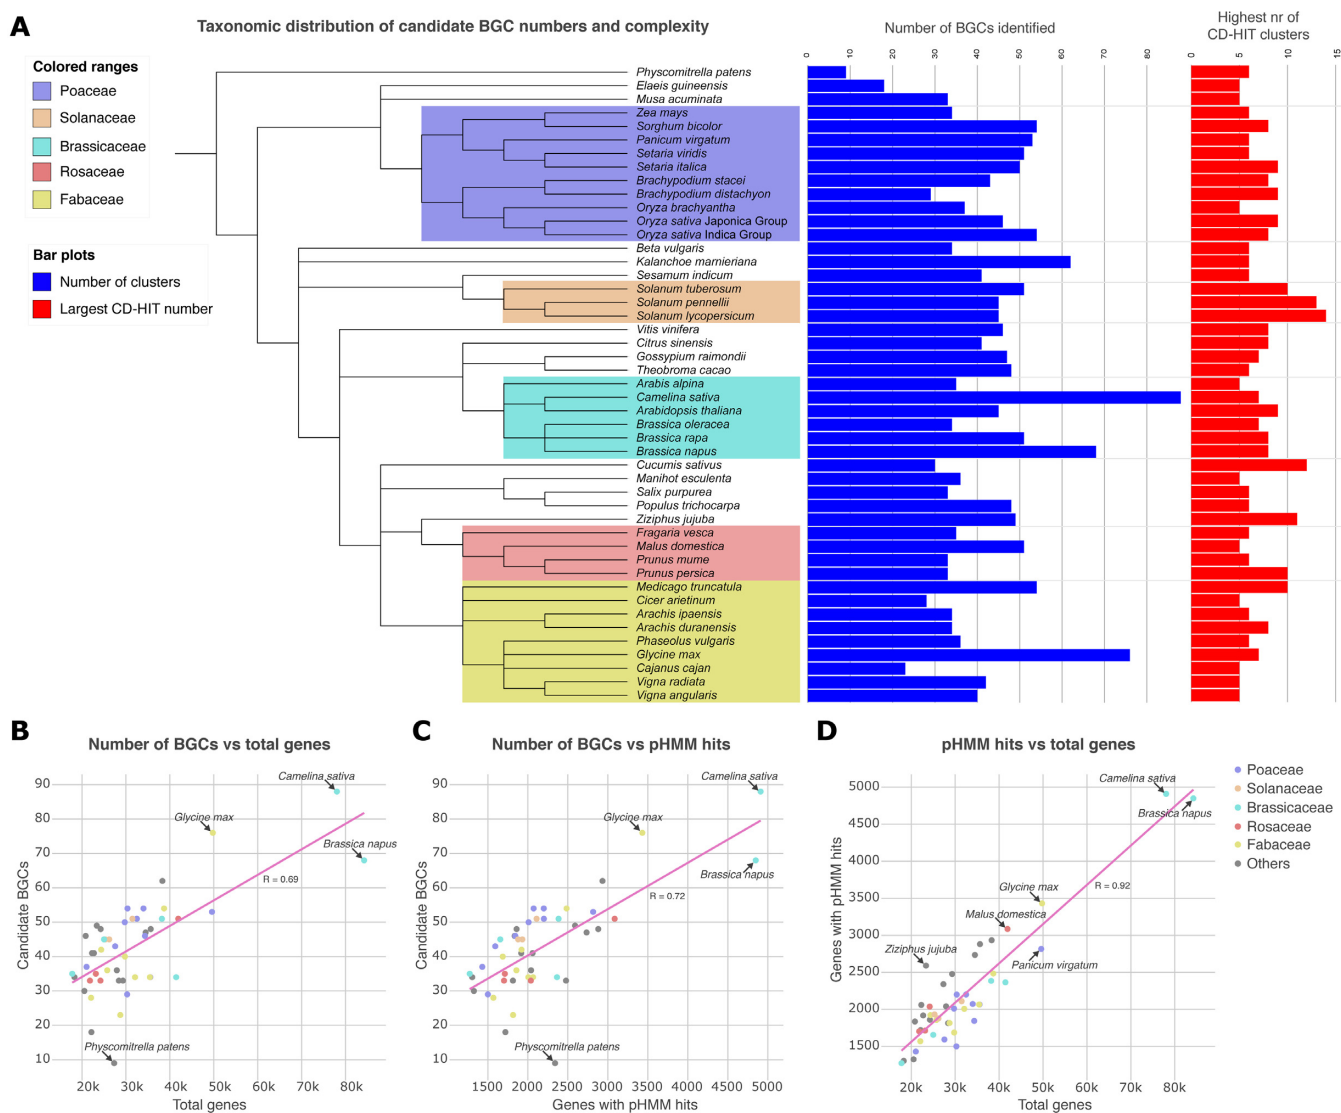 A
Taxonomic distribution of candidate BGC numbers and complexity
Number of BGCs identified
Highest nr of
CD-HIT clusters
0 10 20 30 40 50 60 70 80
0 5 10 15
Colored ranges
Poaceae
Solanaceae
Brassicaceae
Rosaceae
Fabaceae
Bar plots
Number of clusters
Largest CD-HIT number
Physcomitrella patens
Elaeis guineensis
Musa acuminata
Zea mays
Sorghum bicolor
Panicum virgatum
Setaria viridis
Setaria italica
Brachypodium stacei
Brachypodium distachyon
Oryza brachyantha
Oryza sativa Japonica Group
Oryza sativa Indica Group
Beta vulgaris
Kalanchoe marnieriana
Sesamum indicum
Solanum tuberosum
Solanum pennellii
Solanum lycopersicum
Vitis vinifera
Citrus sinensis
Gossypium raimondii
Theobroma cacao
Arabis alpina
Camelina sativa
Arabidopsis thaliana
Brassica oleracea
Brassica rapa
Brassica napus
Cucumis sativus
Manihot esculenta
Salix purpurea
Populus trichocarpa
Ziziphus jujuba
Fragaria vesca
Malus domestica
Prunus mume
Prunus persica
Medicago truncatula
Cicer arietinum
Arachis ipaensis
Arachis duranensis
Phaseolus vulgaris
Glycine max
Cajanus cajan
Vigna radiata
Vigna angularis
B
Number of BGCs vs total genes
Candidate BGCs
90
80
70
60
50
40
30
20
10
Camelina sativa
Glycine max
Brassica napus
R = 0.69
Physcomitrella patens
20k 30k 40k 50k 60k 70k 80k
Total genes
C
Number of BGCs vs pHMM hits
Candidate BGCs
90
80
70
60
50
40
30
20
10
Camelina sativa
Glycine max
Brassica napus
R = 0.72
Physcomitrella patens
1500 2000 2500 3000 3500 4000 4500 5000
Genes with pHMM hits
D
pHMM hits vs total genes
Genes with pHMM hits
5000
4500
4000
3500
3000
2500
2000
1500
Camelina sativa
Brassica napus
Glycine max
R = 0.92
Malus domestica
Ziziphus jujuba
Panicum virgatum
20k 30k 40k 50k 60k 70k 80k
Total genes
Poaceae
Solanaceae
Brassicaceae
Rosaceae
Fabaceae
Others